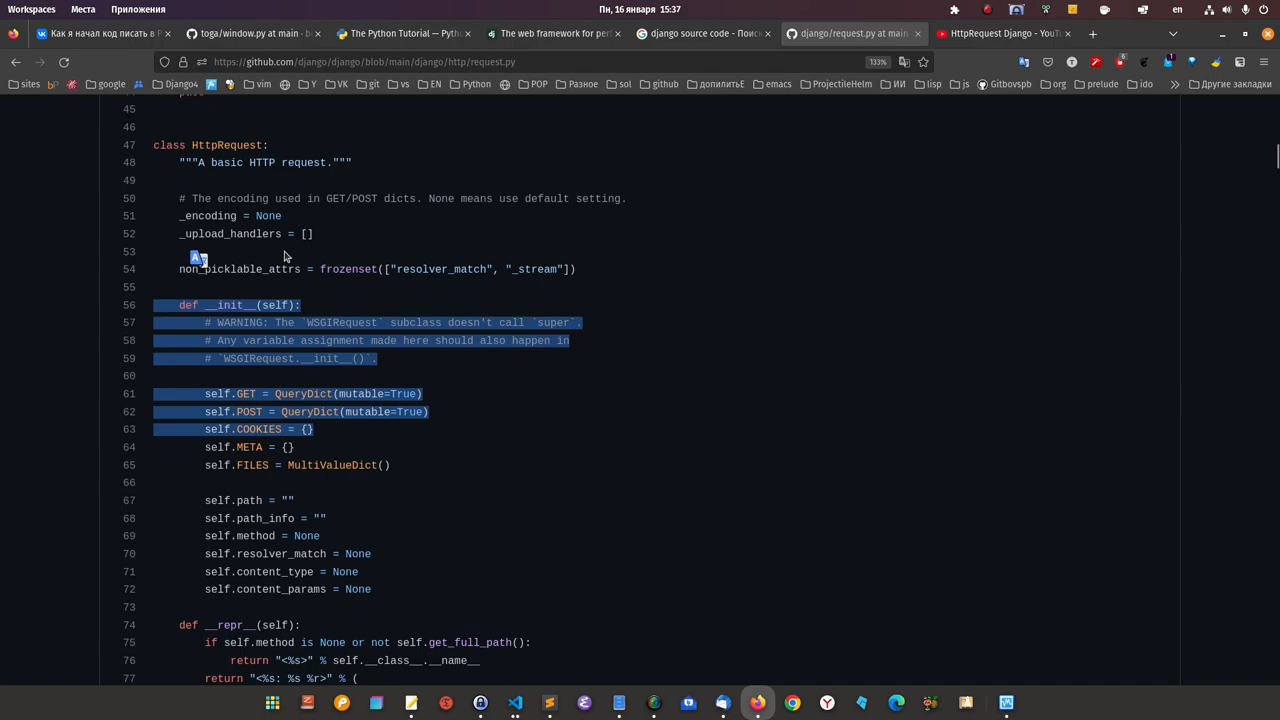 Workspaces Места Приложения Пн, 16 января 15:37 en
Как я начал код писать в P
toga/window.py at main · b
The Python Tutorial — Pytho
The web framework for perf
django source code - Поис
django/request.py at main
HttpRequest Django - YouTu
https://github.com/django/django/blob/main/django/http/request.py 133%
sites google Django4 vim Y VK git vs EN Python POP Разное sol github допилитьЕ emacs ProjectileHelm ИИ lisp js Gitbovspb org prelude ido Другие закладки
45
46
47 class HttpRequest:
48 """A basic HTTP request."""
49
50 # The encoding used in GET/POST dicts. None means use default setting.
51 _encoding = None
52 _upload_handlers = []
53
54 non_picklable_attrs = frozenset(["resolver_match", "_stream"])
55
56 def __init__(self):
57 # WARNING: The `WSGIRequest` subclass doesn't call `super`.
58 # Any variable assignment made here should also happen in
59 # `WSGIRequest.__init__()`.
60
61 self.GET = QueryDict(mutable=True)
62 self.POST = QueryDict(mutable=True)
63 self.COOKIES = {}
64 self.META = {}
65 self.FILES = MultiValueDict()
66
67 self.path = ""
68 self.path_info = ""
69 self.method = None
70 self.resolver_match = None
71 self.content_type = None
72 self.content_params = None
73
74 def __repr__(self):
75 if self.method is None or not self.get_full_path():
76 return "<%s>" % self.__class__.__name__
77 return "<%s: %s %r>" % (